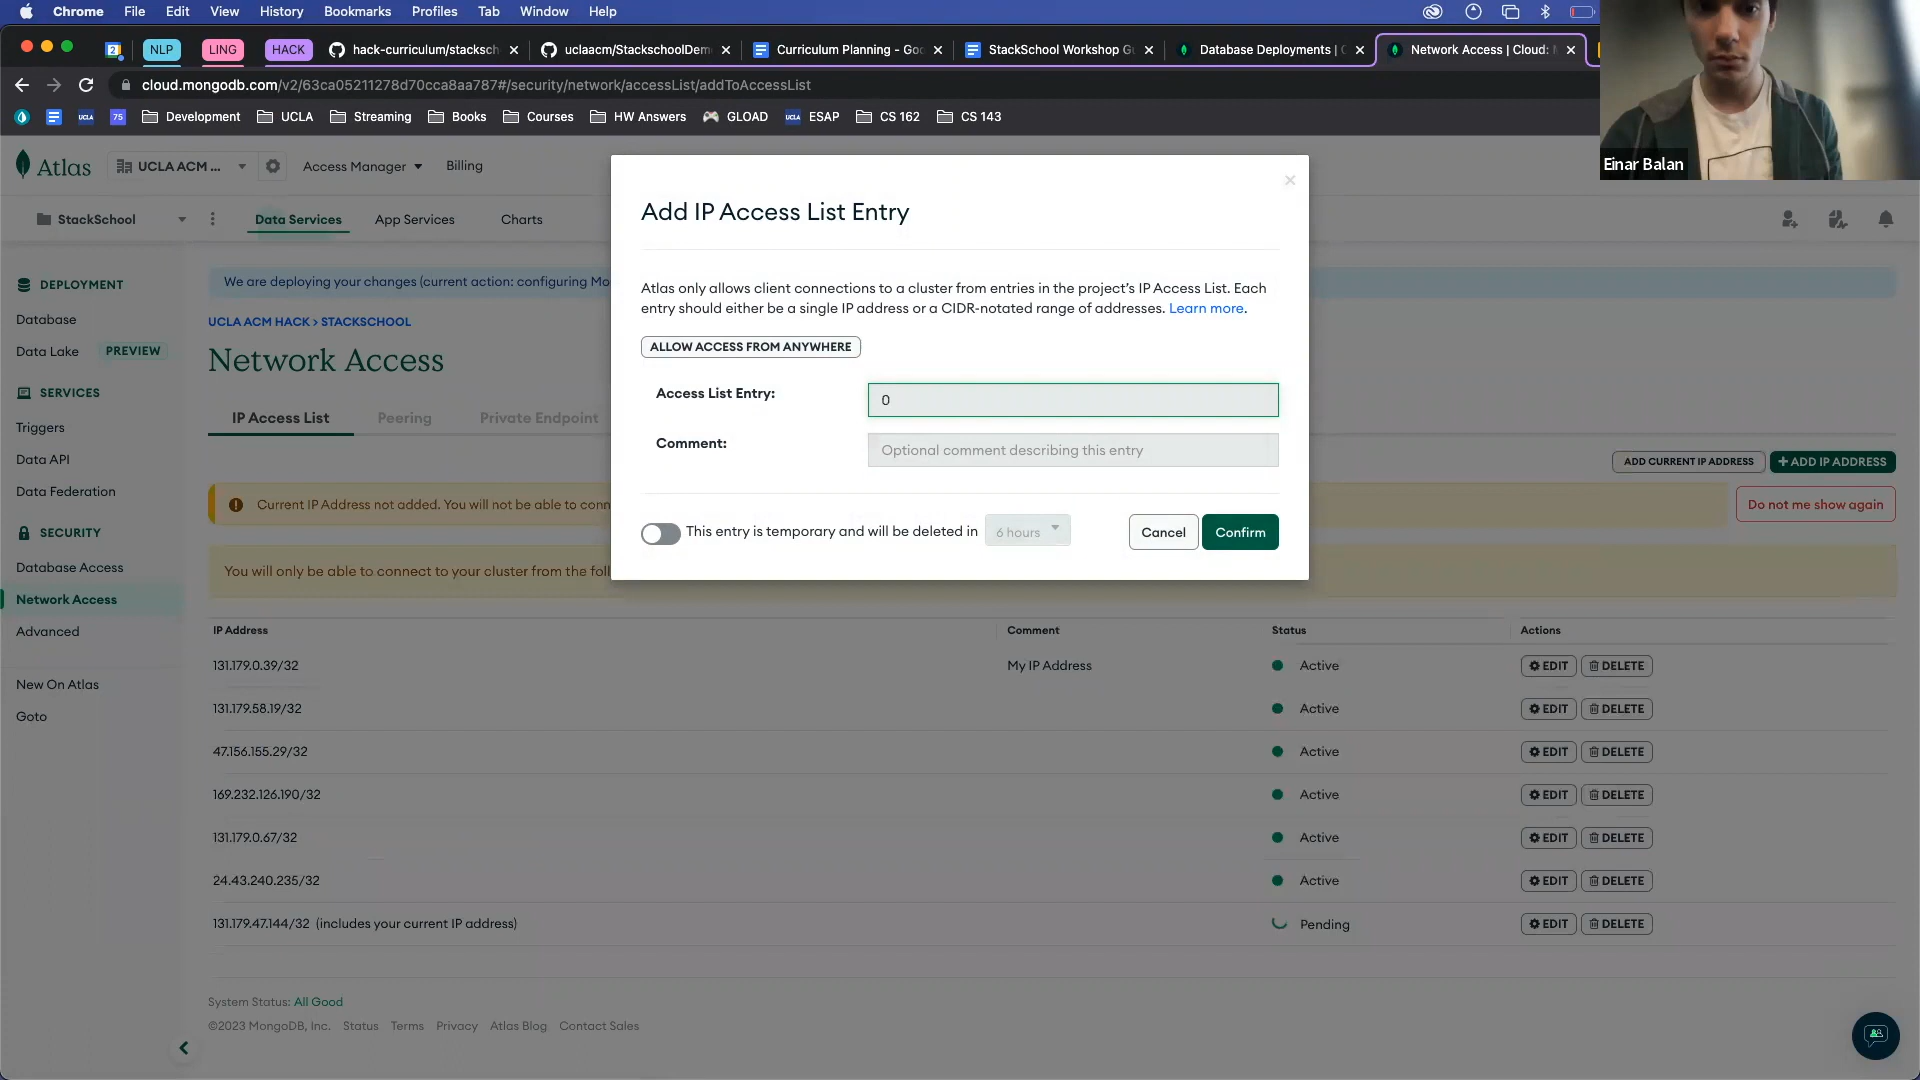 Chrome File Edit View History Bookmarks Profiles Tab Window Help
2 NLP LING HACK hack-curriculum/stacksch uclaacm/StackschoolDem Curriculum Planning - Goo StackSchool Workshop Gu Database Deployments | C Network Access | Cloud: M
cloud.mongodb.com/v2/63ca05211278d70cca8aa787#/security/network/accessList/addToAccessList
UCLA 75 Development UCLA Streaming Books Courses HW Answers GLOAD UCLA ESAP CS 162 CS 143
Einar Balan
Atlas UCLA ACM ... Access Manager Billing
StackSchool Data Services App Services Charts
DEPLOYMENT
Database
Data Lake PREVIEW
SERVICES
Triggers
Data API
Data Federation
SECURITY
Database Access
Network Access
Advanced
New On Atlas
Goto
We are deploying your changes (current action: configuring Mo
UCLA ACM HACK > STACKSCHOOL
Network Access
IP Access List Peering Private Endpoint
ADD CURRENT IP ADDRESS + ADD IP ADDRESS
Current IP Address not added. You will not be able to conn
Do not me show again
You will only be able to connect to your cluster from the foll
Add IP Access List Entry
Atlas only allows client connections to a cluster from entries in the project's IP Access List. Each
entry should either be a single IP address or a CIDR-notated range of addresses. Learn more.
ALLOW ACCESS FROM ANYWHERE
Access List Entry: 0
Comment: Optional comment describing this entry
This entry is temporary and will be deleted in 6 hours Cancel Confirm
IP Address Comment Status Actions
131.179.0.39/32 My IP Address Active EDIT DELETE
131.179.58.19/32 Active EDIT DELETE
47.156.155.29/32 Active EDIT DELETE
169.232.126.190/32 Active EDIT DELETE
131.179.0.67/32 Active EDIT DELETE
24.43.240.235/32 Active EDIT DELETE
131.179.47.144/32 (includes your current IP address) Pending EDIT DELETE
System Status: All Good
©2023 MongoDB, Inc. Status Terms Privacy Atlas Blog Contact Sales